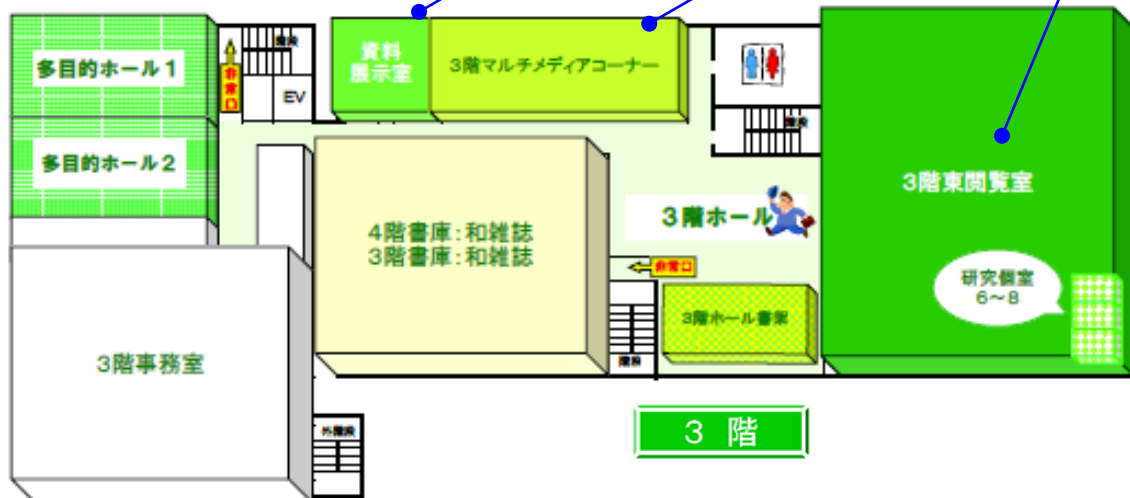 多目的ホール1
非常口
階段
EV
資料
展示室
3階マルチメディアコーナー
階段
多目的ホール2
3階東閲覧室
3階ホール
4階書庫:和雑誌
3階書庫:和雑誌
非常口
研究個室
6~8
3階ホール書架
階段
3階事務室
外階段
3 階